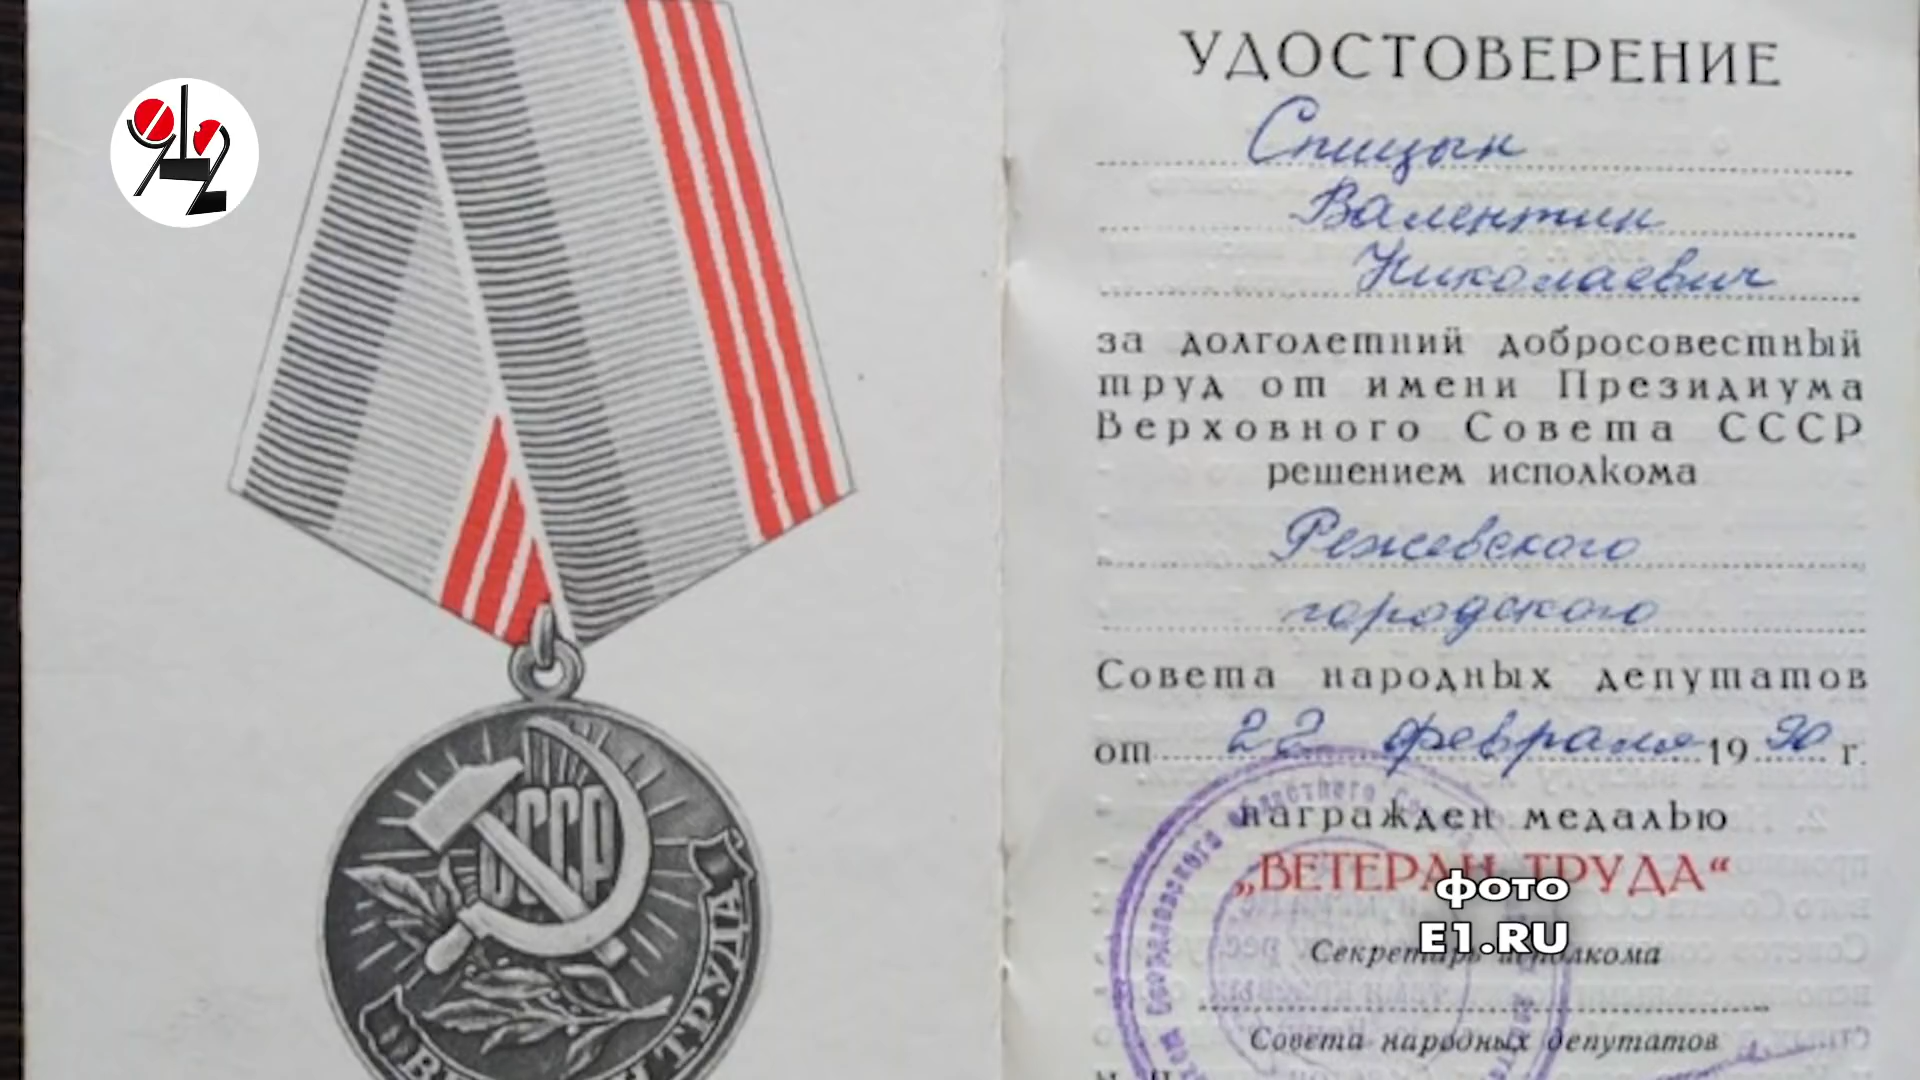 912
УДОСТОВЕРЕНИЕ
Спицын
Валентин
Николаевич
за долголетний добросовестный
труд от имени Президиума
Верховного Совета СССР
решением исполкома
Режевского
городского
Совета народных депутатов
от 22 февраля 1990 г.
награжден медалью
„ВЕТЕРАН ТРУДА“
фото
E1.RU
Секретарь исполкома
Совета народных депутатов
СССР
ТРУДА